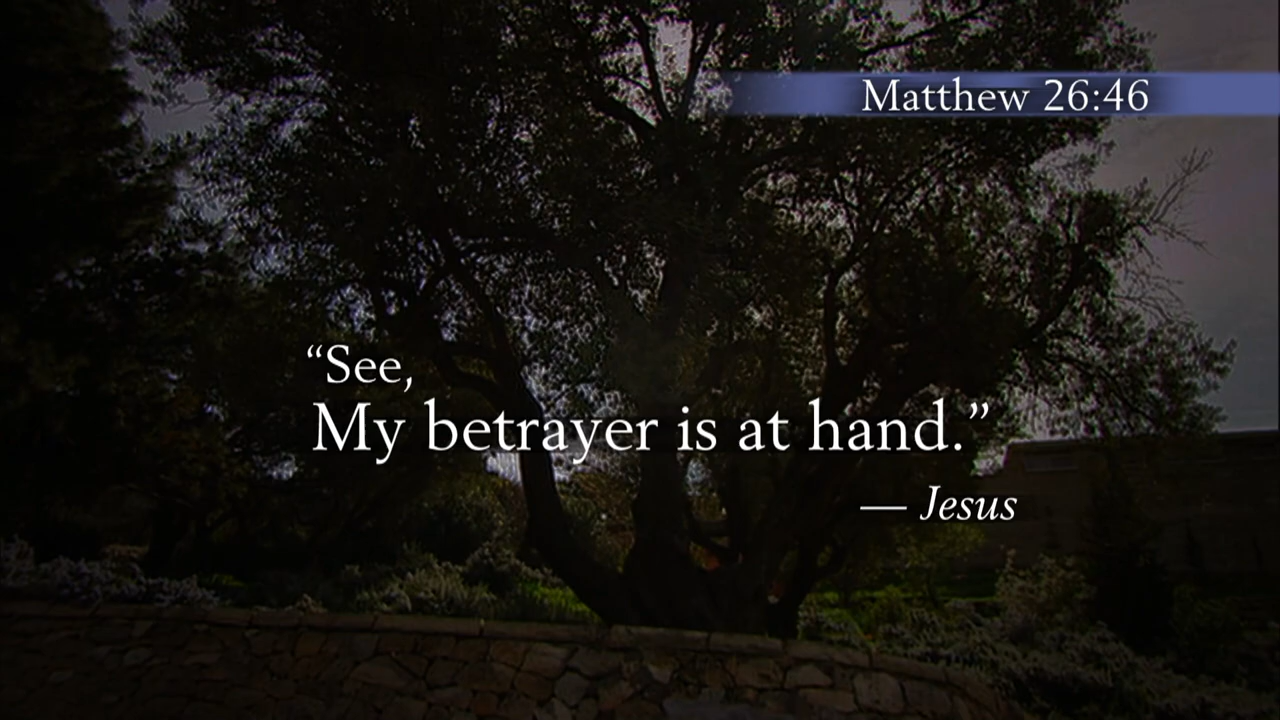 Matthew 26:46
“See,
My betrayer is at hand.”
— Jesus